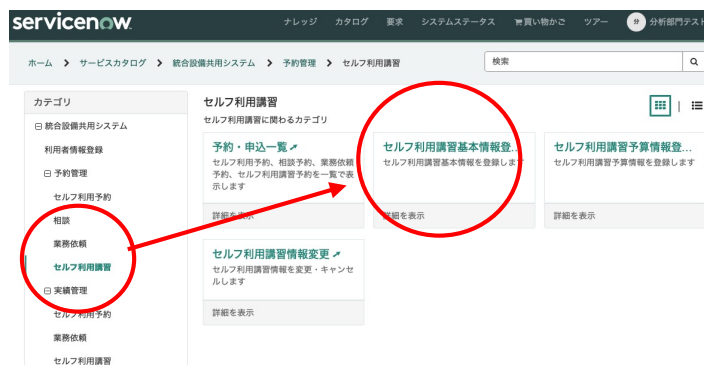 servicenow.
ナレッジ カタログ 要求 システムステータス 買い物かご ツアー 分 分析部門テスト
ホーム > サービスカタログ > 統合設備共用システム > 予約管理 > セルフ利用講習 検索
カテゴリ
統合設備共用システム
利用者情報登録
予約管理
セルフ利用予約
相談
業務依頼
セルフ利用講習
実績管理
セルフ利用予約
業務依頼
セルフ利用講習
セルフ利用講習
セルフ利用講習に関わるカテゴリ
予約・申込一覧
セルフ利用予約、相談予約、業務依頼
予約、セルフ利用講習予約を一覧で表
示します
詳細を表示
セルフ利用講習基本情報登...
セルフ利用講習基本情報を登録します
詳細を表示
セルフ利用講習予算情報登...
セルフ利用講習予算情報を登録します
詳細を表示
セルフ利用講習情報変更
セルフ利用講習情報を変更・キャンセ
ルします
詳細を表示